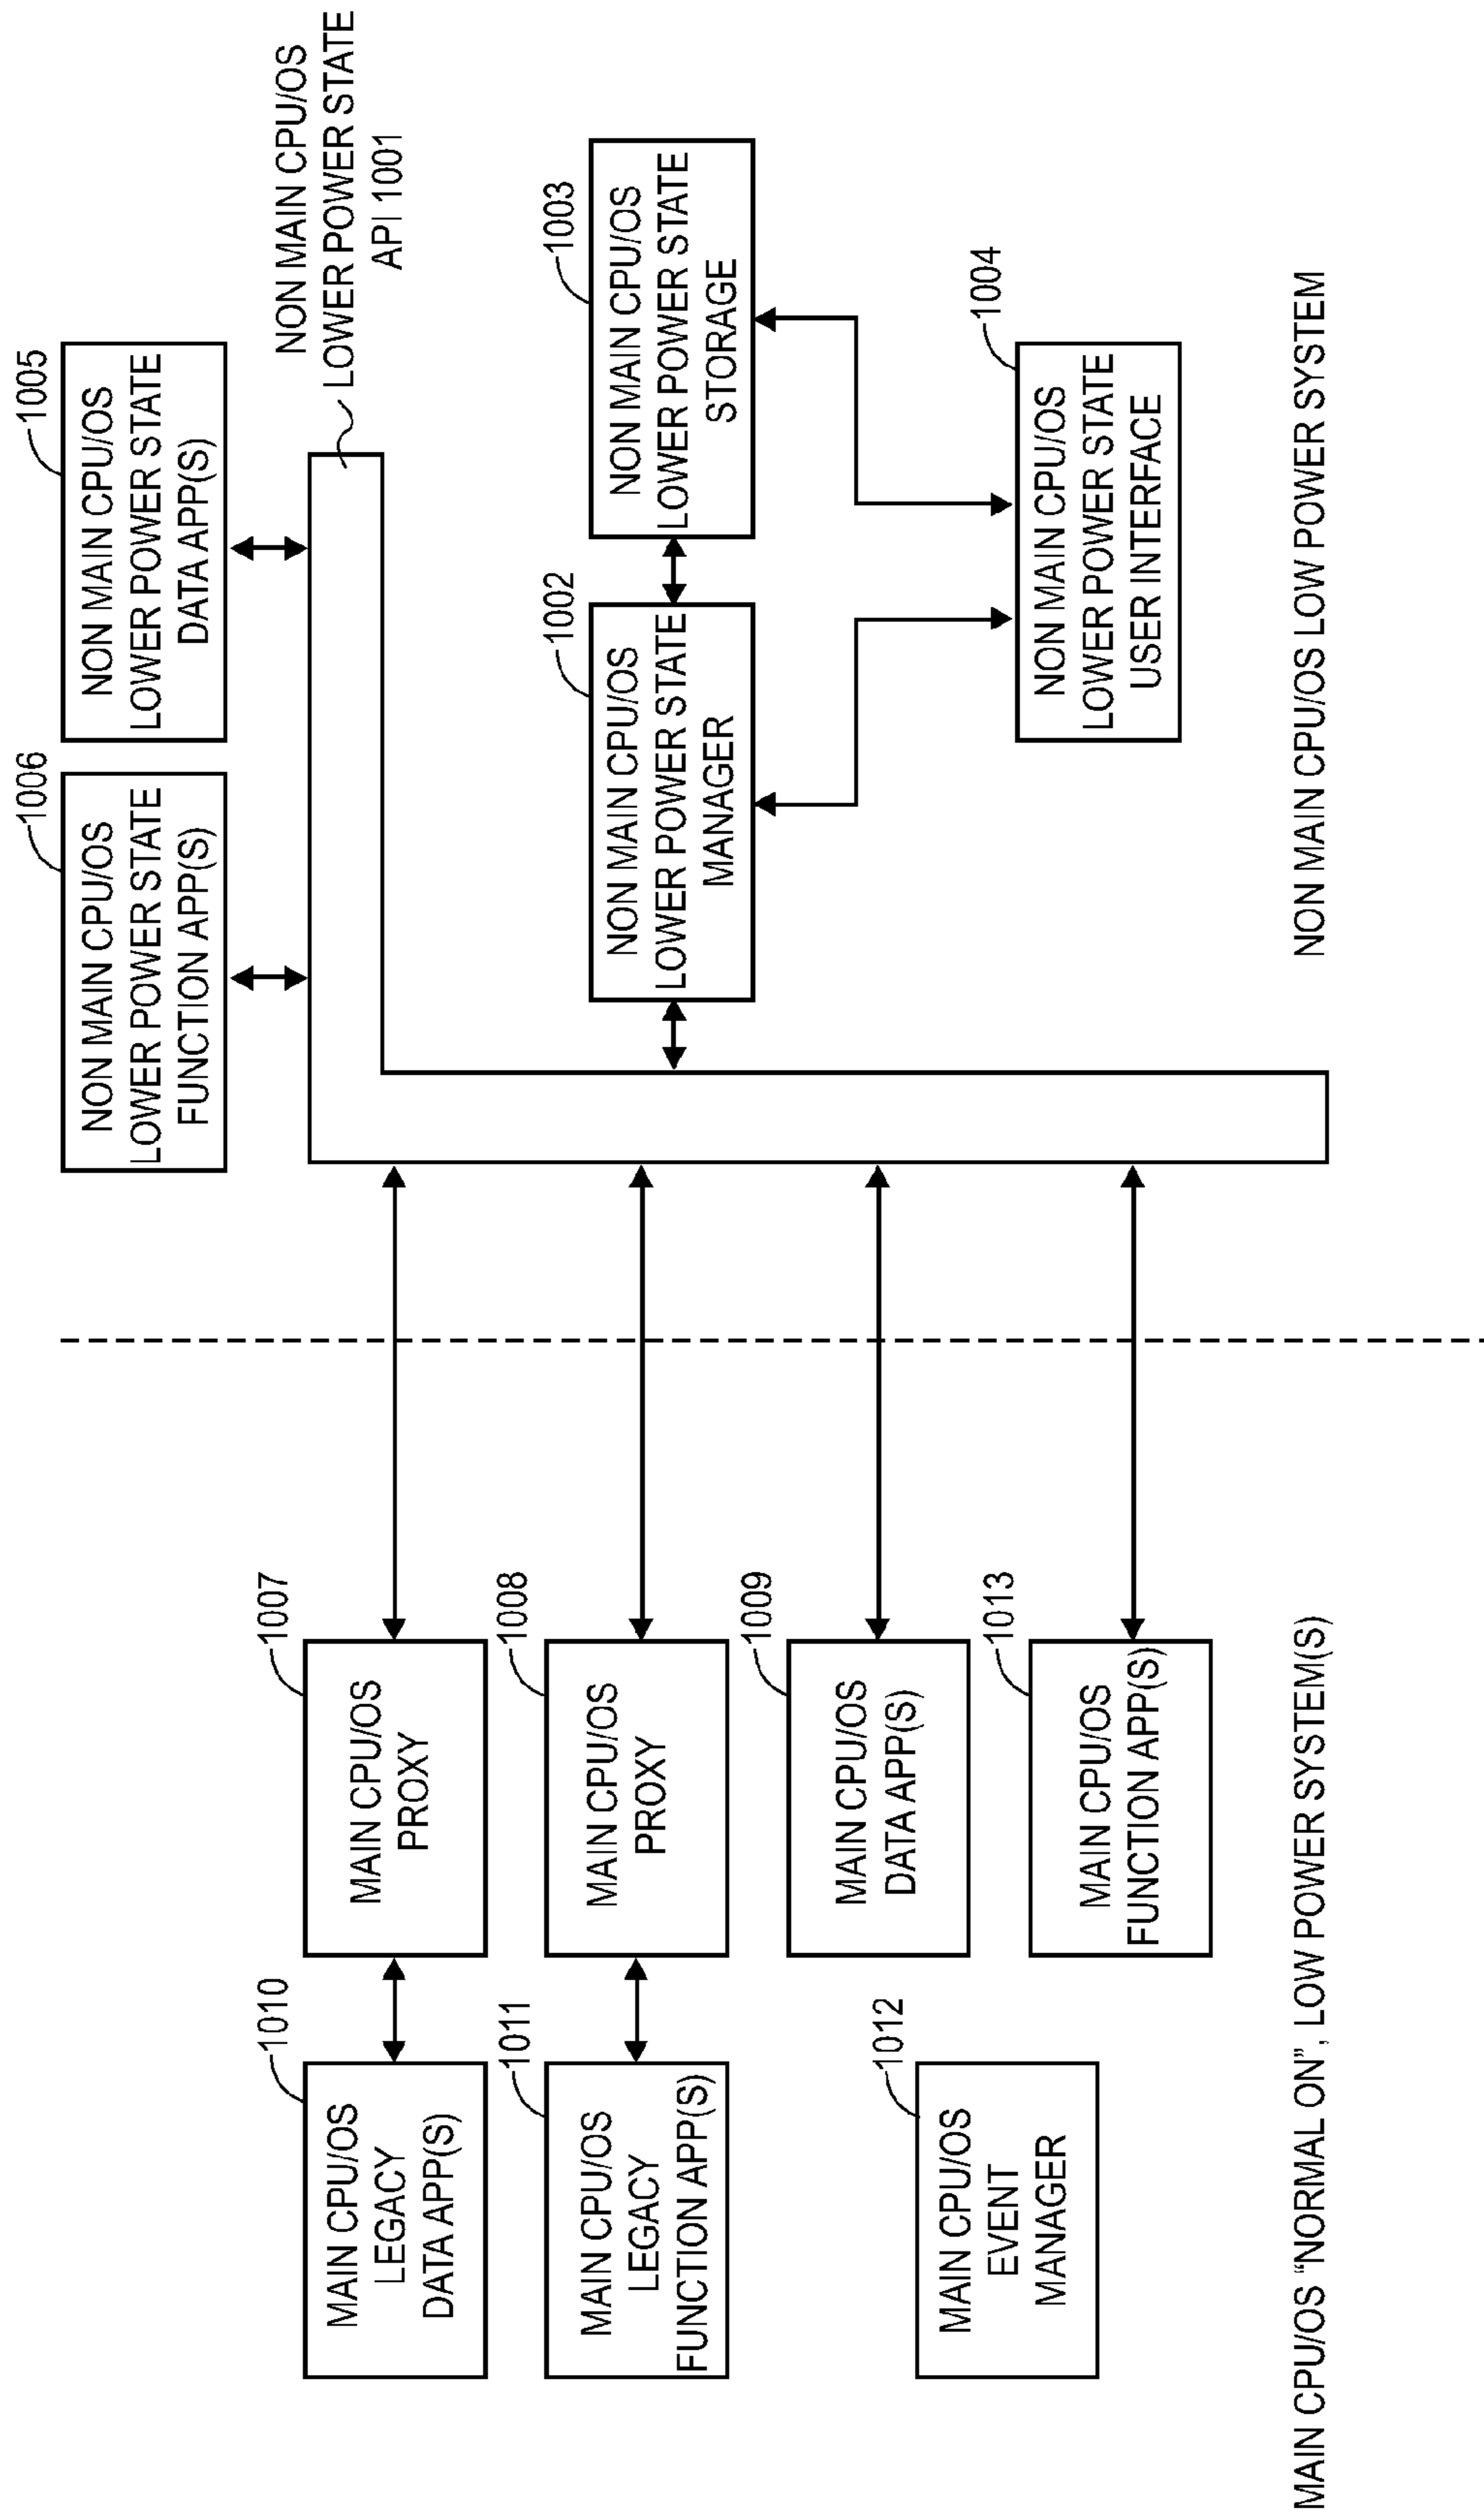 1006
NON MAIN CPU/OS
LOWER POWER STATE
FUNCTION APP(S)
1005
NON MAIN CPU/OS
LOWER POWER STATE
DATA APP(S)
NON MAIN CPU/OS
LOWER POWER STATE
API 1001
1010
MAIN CPU/OS
LEGACY
DATA APP(S)
1007
MAIN CPU/OS
PROXY
1011
MAIN CPU/OS
LEGACY
FUNCTION APP(S)
1008
MAIN CPU/OS
PROXY
1002
NON MAIN CPU/OS
LOWER POWER STATE
MANAGER
1003
NON MAIN CPU/OS
LOWER POWER STATE
STORAGE
1009
MAIN CPU/OS
DATA APP(S)
1012
MAIN CPU/OS
EVENT
MANAGER
1013
MAIN CPU/OS
FUNCTION APP(S)
1004
NON MAIN CPU/OS
LOWER POWER STATE
USER INTERFACE
MAIN CPU/OS “NORMAL ON”, LOW POWER SYSTEM(S)
NON MAIN CPU/OS LOW POWER SYSTEM